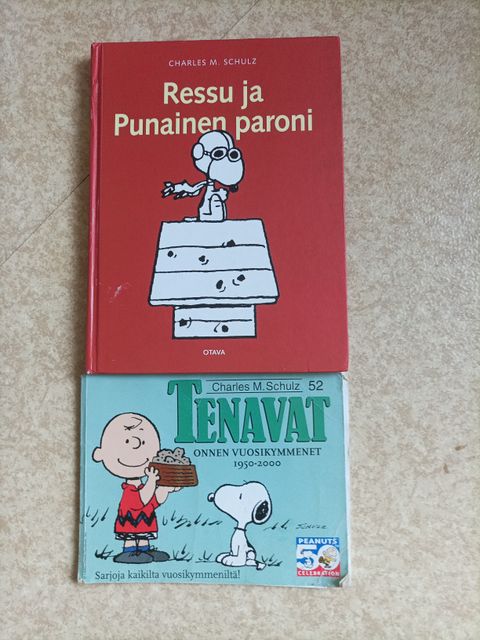 CHARLES M. SCHULZ
Ressu ja
Punainen paroni
OTAVA
Charles M. Schulz 52
TENAVAT
ONNEN VUOSIKYMMENET
1950-2000
SCHULZ
PEANUTS
50
CELEBRATION
Sarjoja kaikilta vuosikymmeniltä!